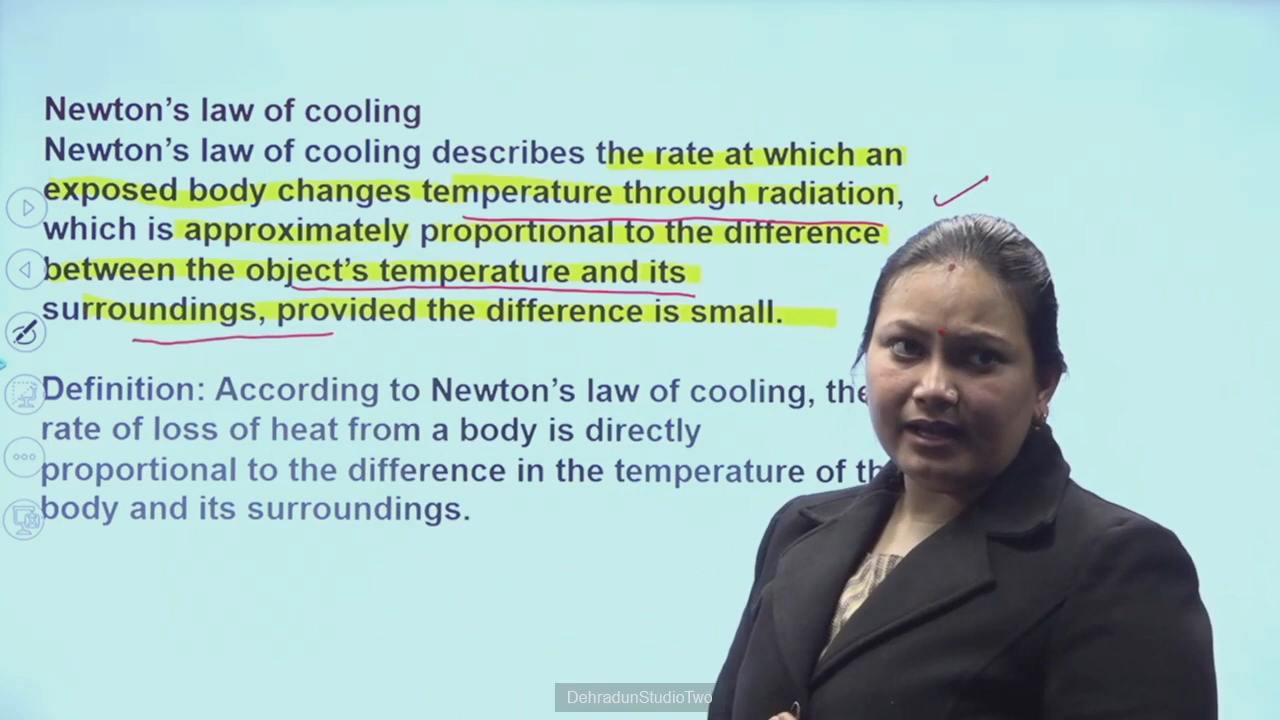 Newton's law of cooling
Newton's law of cooling describes the rate at which an
exposed body changes temperature through radiation,
which is approximately proportional to the difference
between the object's temperature and its
surroundings, provided the difference is small.
Definition: According to Newton's law of cooling, the
rate of loss of heat from a body is directly
proportional to the difference in the temperature of
body and its surroundings.
DehradunStudioTwo